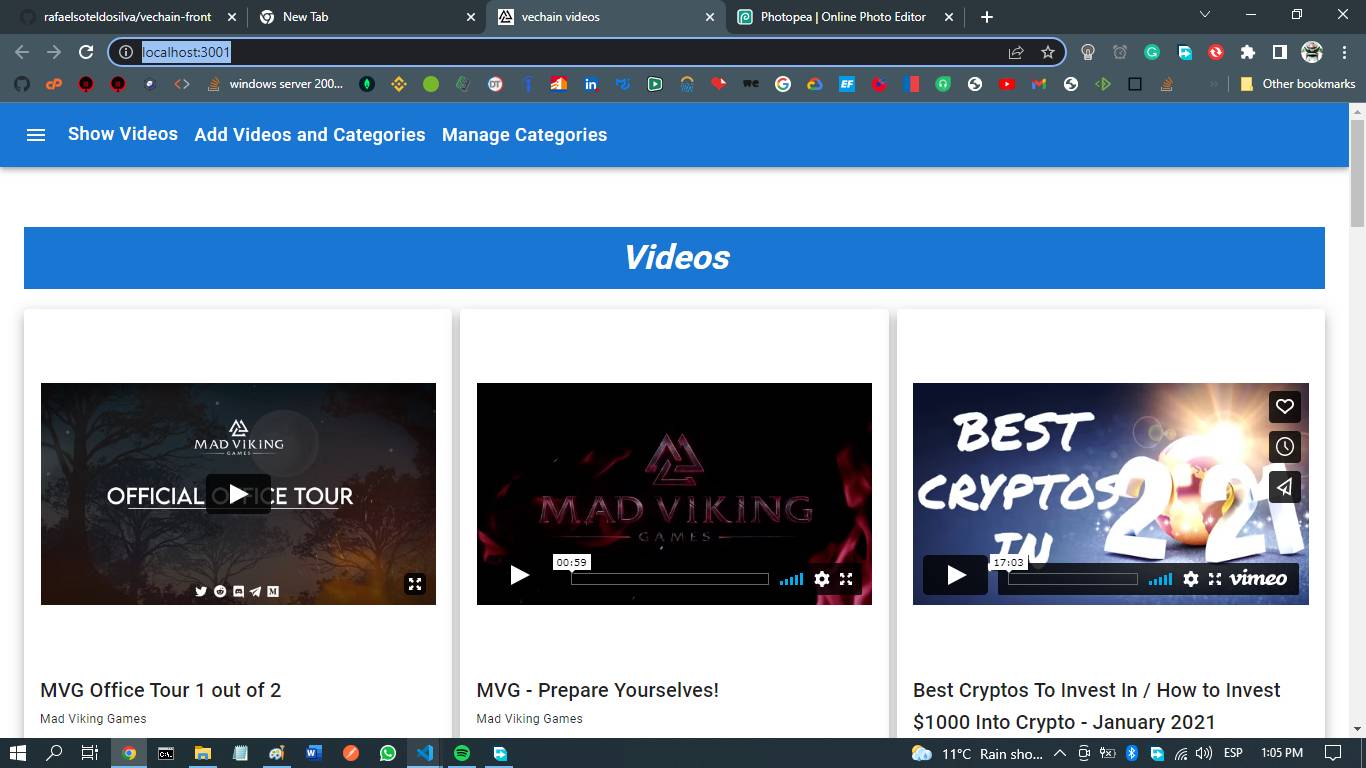 rafaelsoteldosilva/vechain-front
New Tab
vechain videos
Photopea | Online Photo Editor
localhost:3001
windows server 200...
Other bookmarks
Show Videos
Add Videos and Categories
Manage Categories
Videos
MAD VIKING
GAMES
OFFICIAL OFFICE TOUR
MAD VIKING
GAMES
00:59
BEST
CRYPTOS
IN
2021
17:03
vimeo
MVG Office Tour 1 out of 2
Mad Viking Games
MVG - Prepare Yourselves!
Mad Viking Games
Best Cryptos To Invest In / How to Invest
$1000 Into Crypto - January 2021
11°C Rain sho...
ESP
1:05 PM